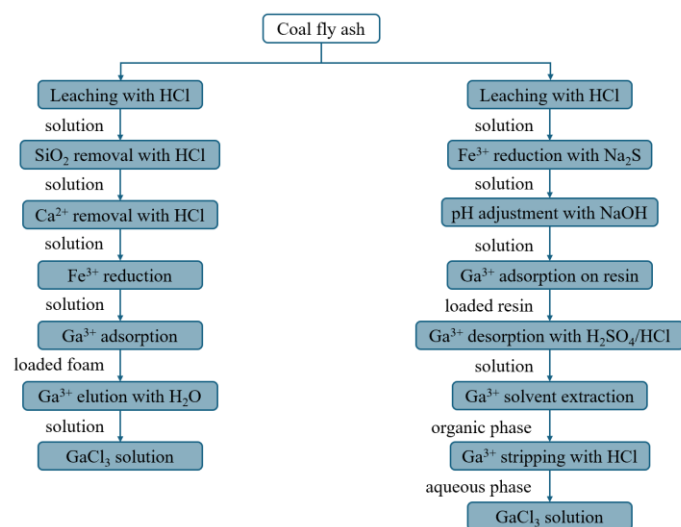 Coal fly ash
Leaching with HCl
solution
SiO₂ removal with HCl
solution
Ca²⁺ removal with HCl
solution
Fe³⁺ reduction
solution
Ga³⁺ adsorption
loaded foam
Ga³⁺ elution with H₂O
solution
GaCl₃ solution
Leaching with HCl
solution
Fe³⁺ reduction with Na₂S
solution
pH adjustment with NaOH
solution
Ga³⁺ adsorption on resin
loaded resin
Ga³⁺ desorption with H₂SO₄/HCl
solution
Ga³⁺ solvent extraction
organic phase
Ga³⁺ stripping with HCl
aqueous phase
GaCl₃ solution